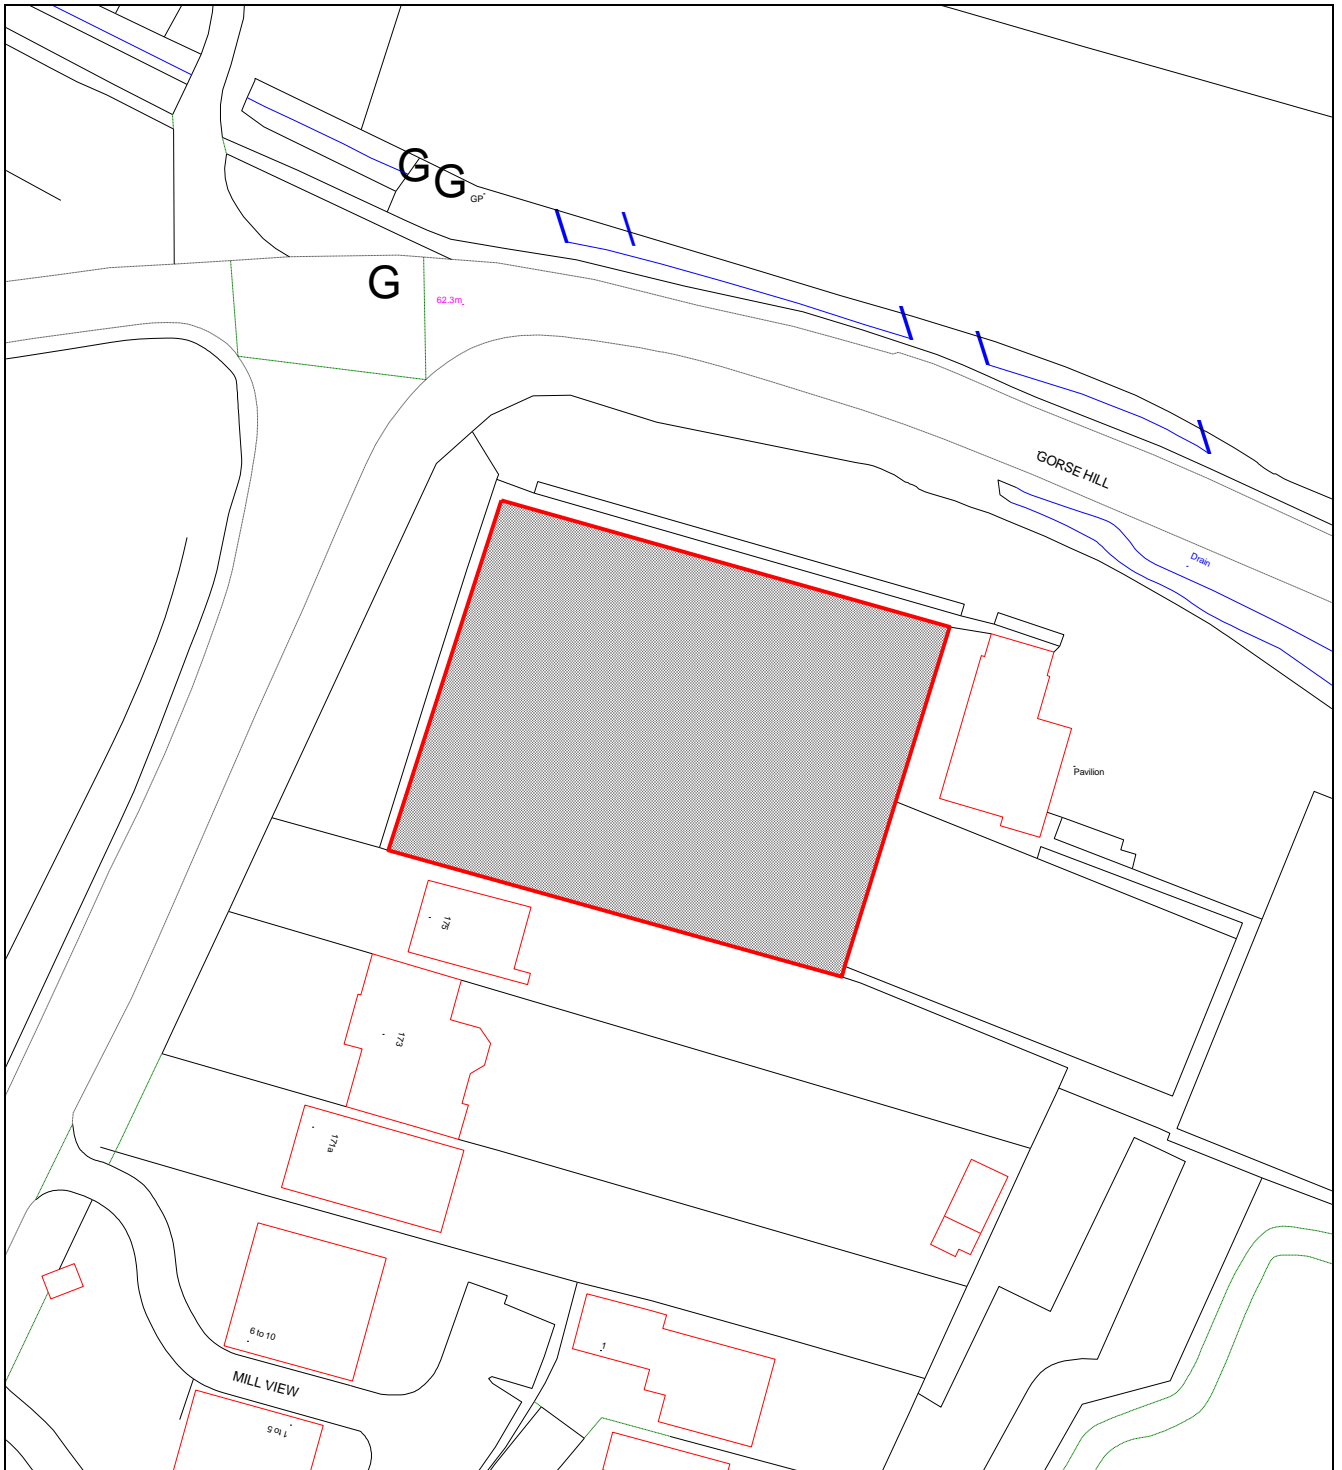 G
G
GP
G
62.3m
GORSE HILL
Drain
Pavilion
175
173
171a
6 to 10
1
MILL VIEW
1 to 5